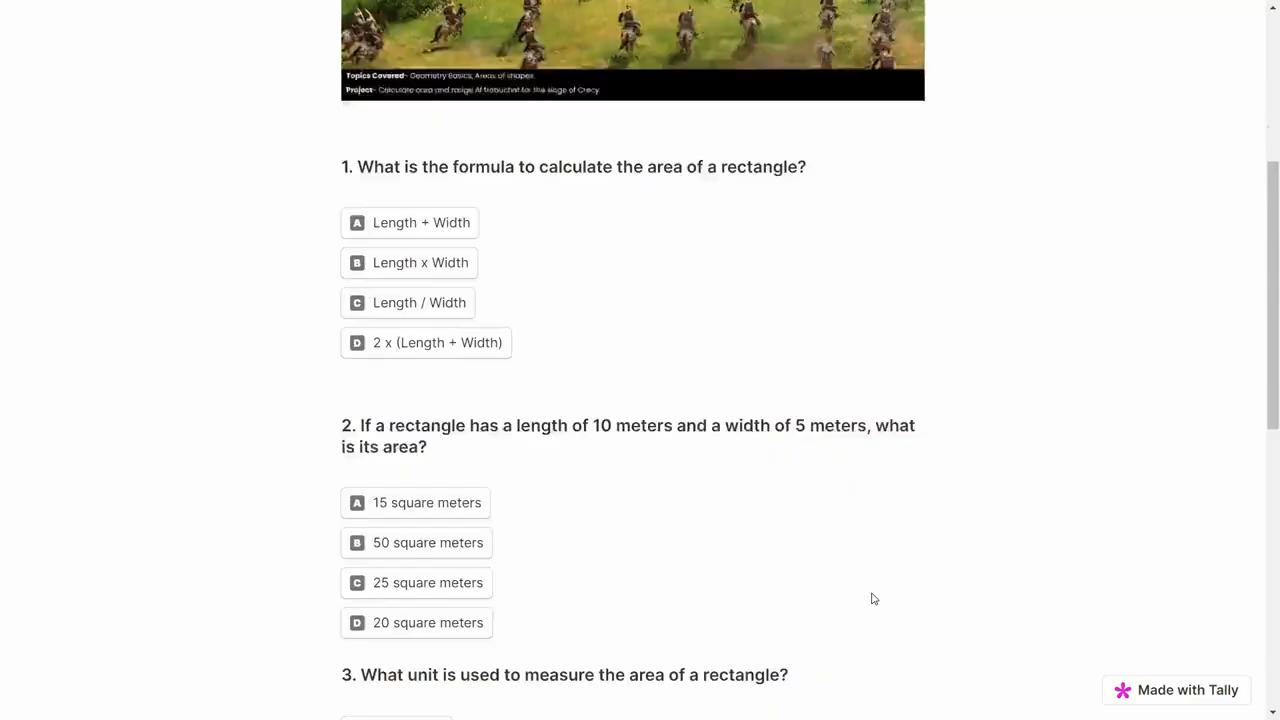 Topics Covered- Geometry Basics, Areas of shapes
Project- Calculate area and range of trebuchet for the siege of Crecy
1. What is the formula to calculate the area of a rectangle?
A Length + Width
B Length x Width
C Length / Width
D 2 x (Length + Width)
2. If a rectangle has a length of 10 meters and a width of 5 meters, what
is its area?
A 15 square meters
B 50 square meters
C 25 square meters
D 20 square meters
3. What unit is used to measure the area of a rectangle?
Made with Tally